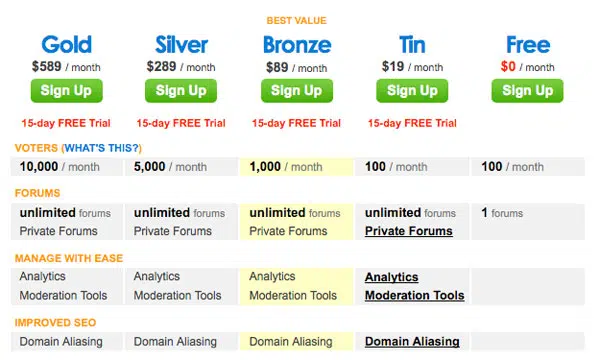 BEST VALUE
Gold Silver Bronze Tin Free
$589 / month $289 / month $89 / month $19 / month $0 / month
Sign Up Sign Up Sign Up Sign Up Sign Up
15-day FREE Trial 15-day FREE Trial 15-day FREE Trial 15-day FREE Trial
VOTERS (WHAT'S THIS?)
10,000 / month 5,000 / month 1,000 / month 100 / month 100 / month
FORUMS
unlimited forums unlimited forums unlimited forums unlimited forums 1 forums
Private Forums Private Forums Private Forums Private Forums
MANAGE WITH EASE
Analytics Analytics Analytics Analytics
Moderation Tools Moderation Tools Moderation Tools Moderation Tools
IMPROVED SEO
Domain Aliasing Domain Aliasing Domain Aliasing Domain Aliasing